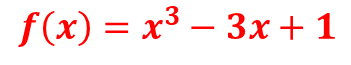 f(x) = x³ − 3x + 1